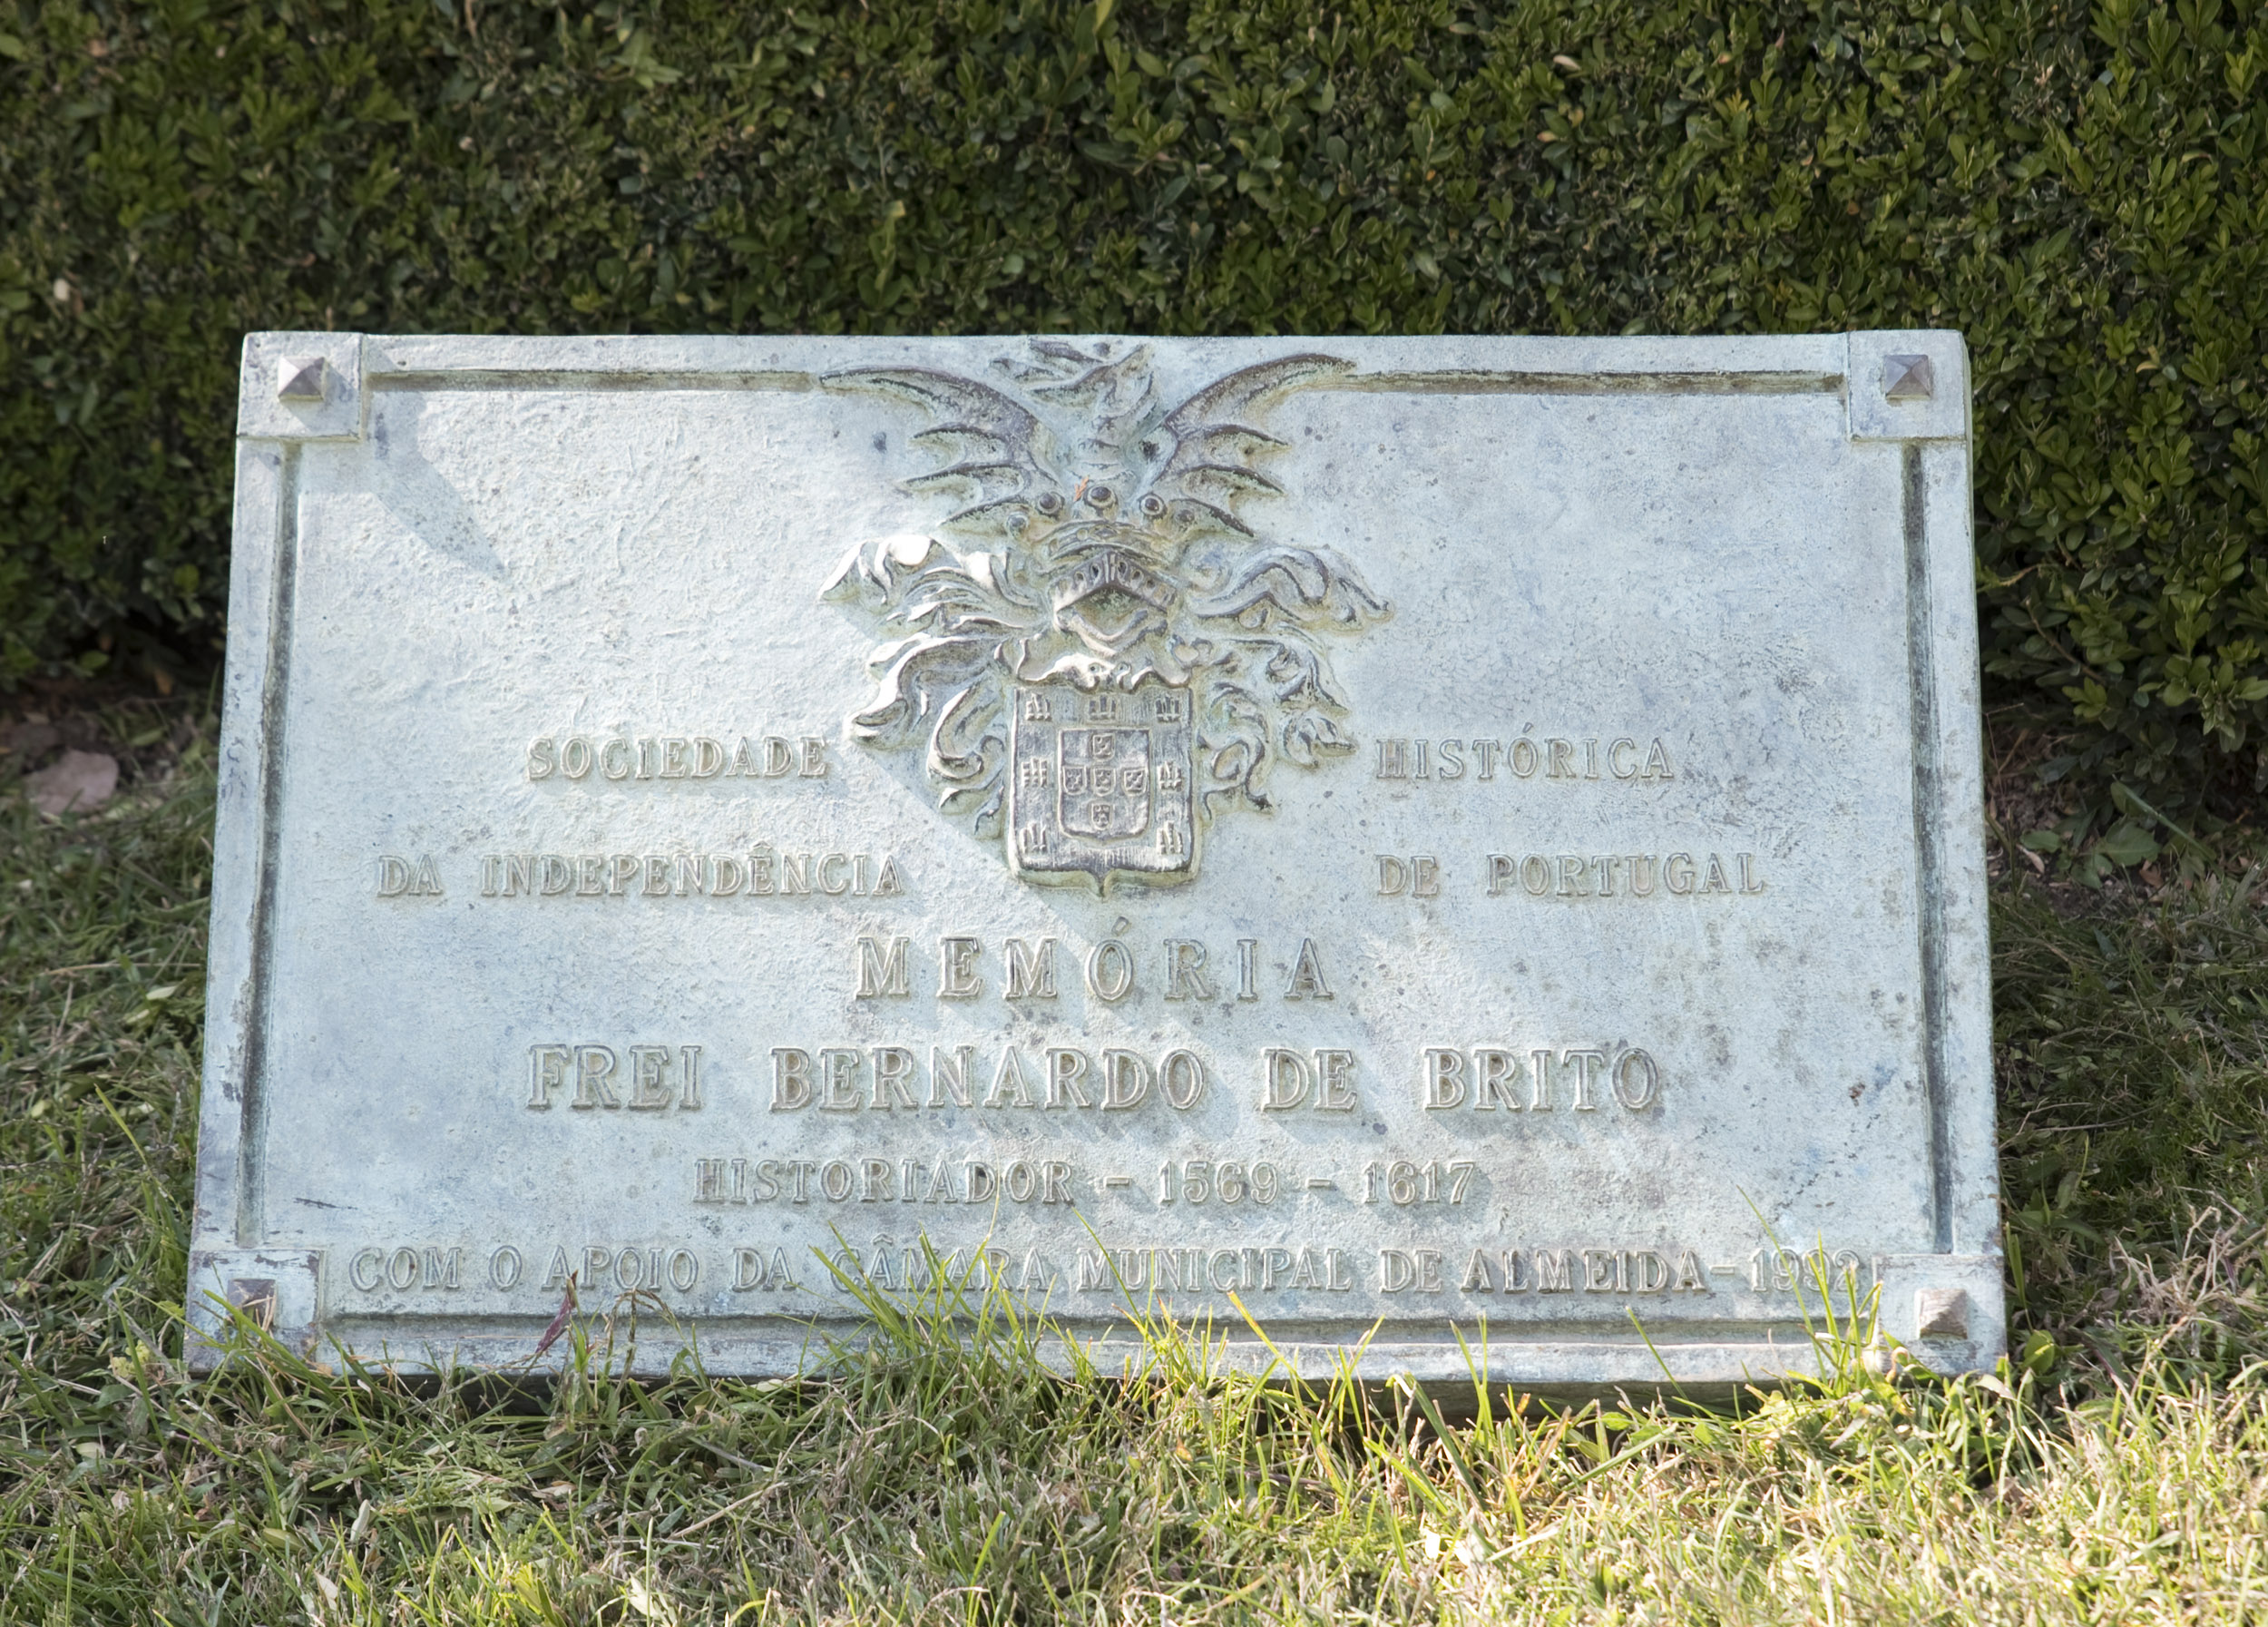 SOCIEDADE HISTÓRICA
DA INDEPENDÊNCIA DE PORTUGAL
MEMÓRIA
FREI BERNARDO DE BRITO
HISTORIADOR - 1569 - 1617
COM O APOIO DA CÂMARA MUNICIPAL DE ALMEIDA -